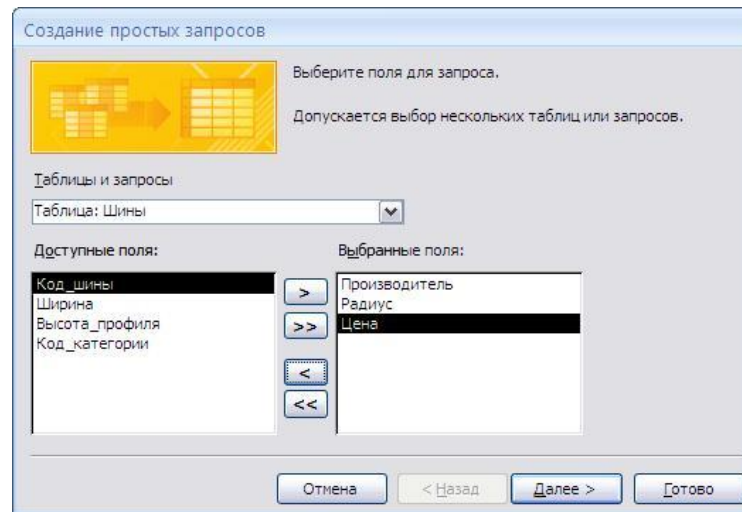 Создание простых запросов
Выберите поля для запроса.
Допускается выбор нескольких таблиц или запросов.
Таблицы и запросы
Таблица: Шины
Доступные поля:
Выбранные поля:
Код_шины
Ширина
Высота_профиля
Код_категории
>
>>
<
<<
Производитель
Радиус
Цена
Отмена
< Назад
Далее >
Готово